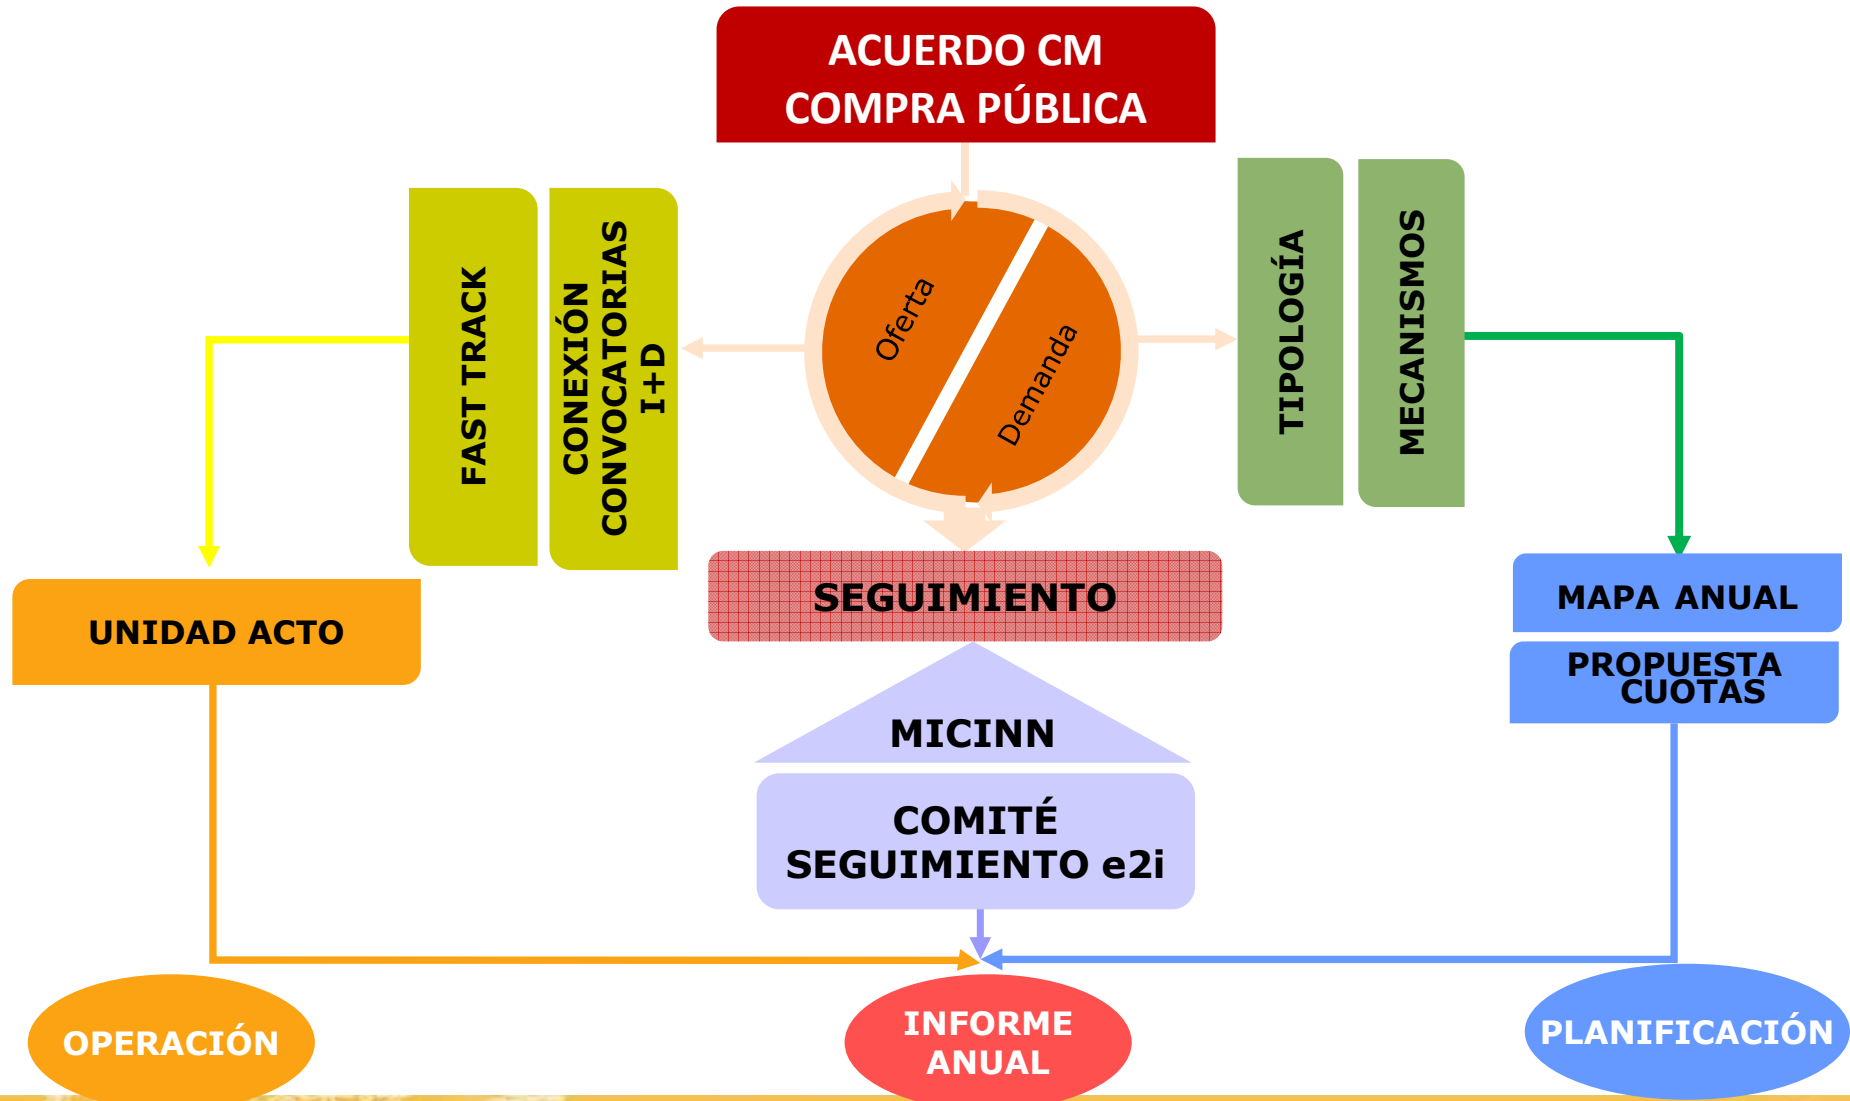 ACUERDO CM
COMPRA PÚBLICA
FAST TRACK
CONEXIÓN
CONVOCATORIAS
I+D
Oferta
Demanda
TIPOLOGÍA
MECANISMOS
UNIDAD ACTO
SEGUIMIENTO
MAPA ANUAL
PROPUESTA
CUOTAS
MICINN
COMITÉ
SEGUIMIENTO e2i
OPERACIÓN
INFORME
ANUAL
PLANIFICACIÓN